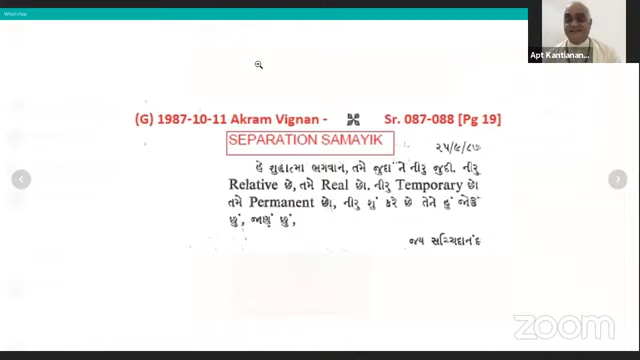 WhatsApp
Apt Kantianan...
(G) 1987-10-11 Akram Vignan - Sr. 087-088 [Pg 19]
SEPARATION SAMAYIK
૨૫/૯/૮૭
હે શુદ્ધાત્મા ભગવાન, તમે જુદાં ને નીરુ જુદી. નીરુ
Relative છે, તમે Real છો. નીરુ Temporary છે।
તમે Permanent છો, નીરુ શું કરે છે તેને હું જોઉં
છું, જાણું છું,
જય સચ્ચિદાનંદ
zoom